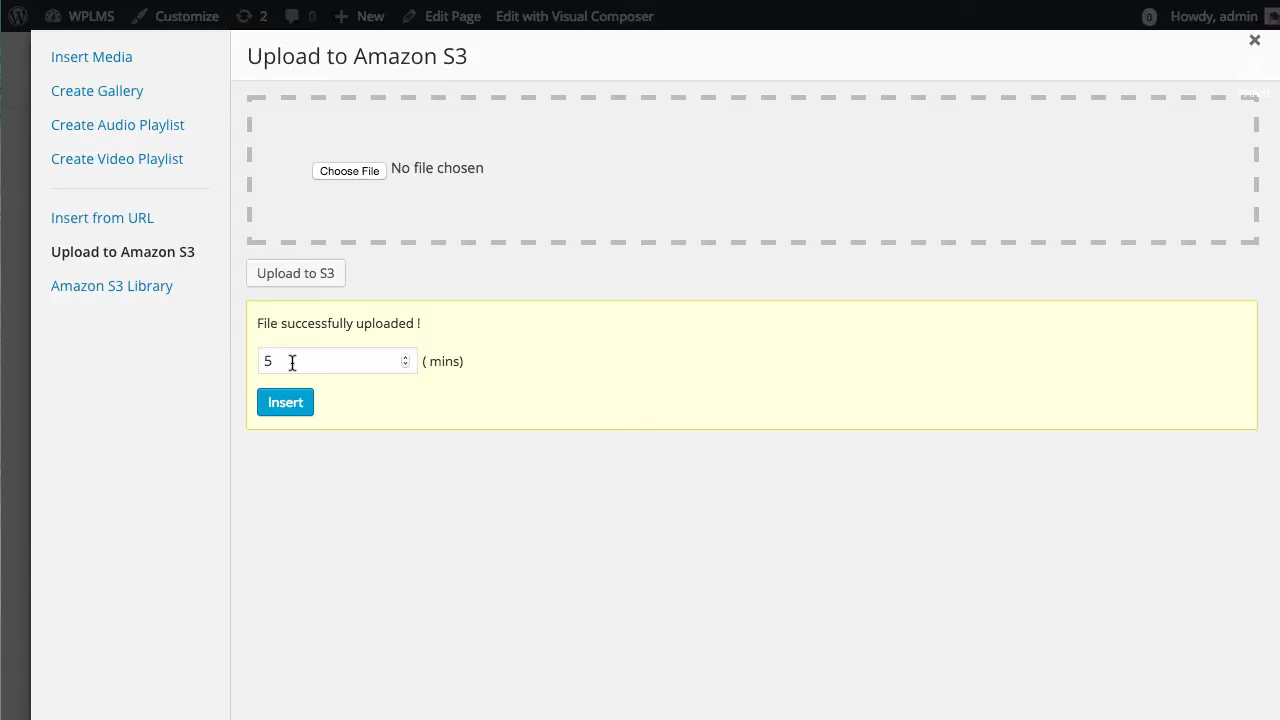 WPLMS Customize 2 0 New Edit Page Edit with Visual Composer 0 Howdy, admin
Insert Media
Create Gallery
Create Audio Playlist
Create Video Playlist
Insert from URL
Upload to Amazon S3
Amazon S3 Library
Upload to Amazon S3
Choose File No file chosen
Upload to S3
File successfully uploaded !
5 ( mins)
Insert